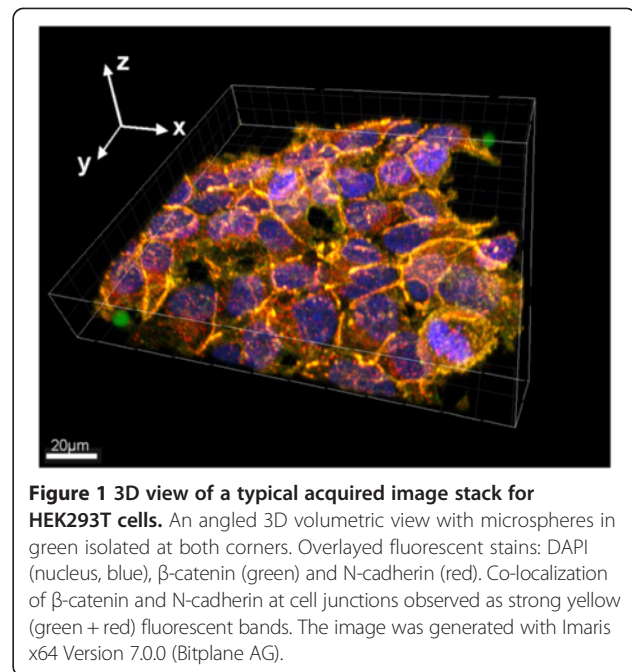 z
x
y
20µm
Figure 1 3D view of a typical acquired image stack for
HEK293T cells. An angled 3D volumetric view with microspheres in
green isolated at both corners. Overlayed fluorescent stains: DAPI
(nucleus, blue), β-catenin (green) and N-cadherin (red). Co-localization
of β-catenin and N-cadherin at cell junctions observed as strong yellow
(green + red) fluorescent bands. The image was generated with Imaris
x64 Version 7.0.0 (Bitplane AG).